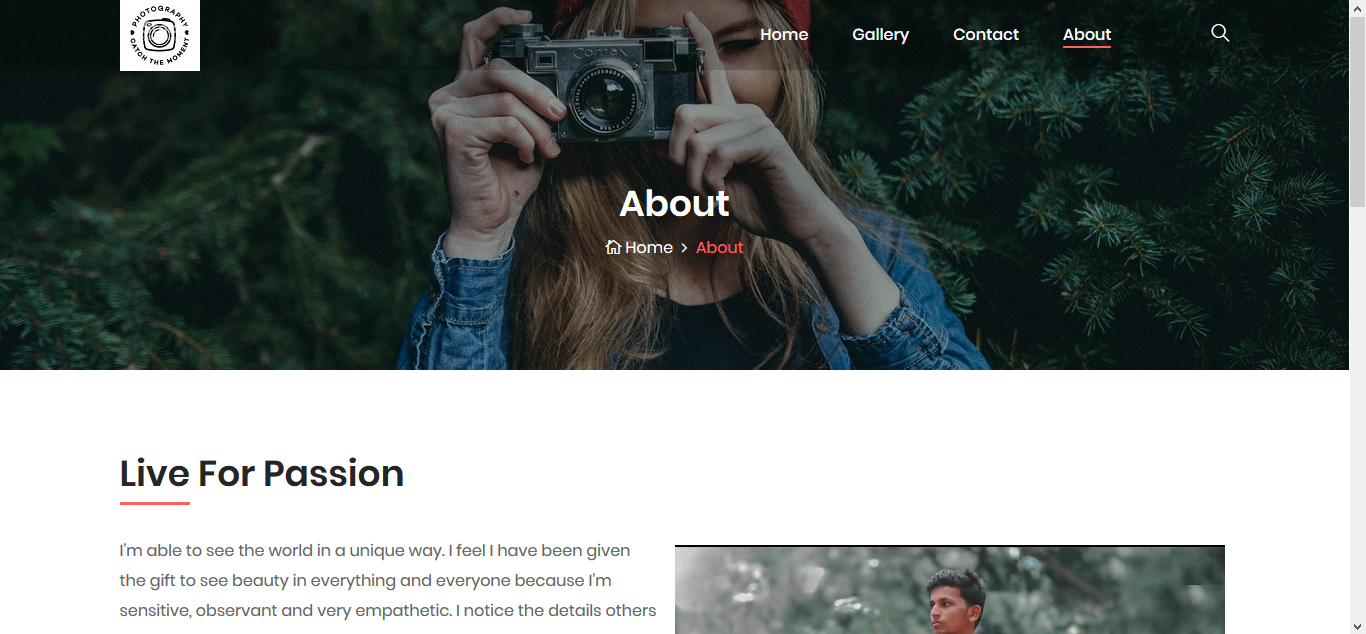 PHOTOGRAPHY
CATCH THE MOMENT
Home
Gallery
Contact
About
Contax
About
Home > About
Live For Passion
I'm able to see the world in a unique way. I feel I have been given
the gift to see beauty in everything and everyone because I'm
sensitive, observant and very empathetic. I notice the details others